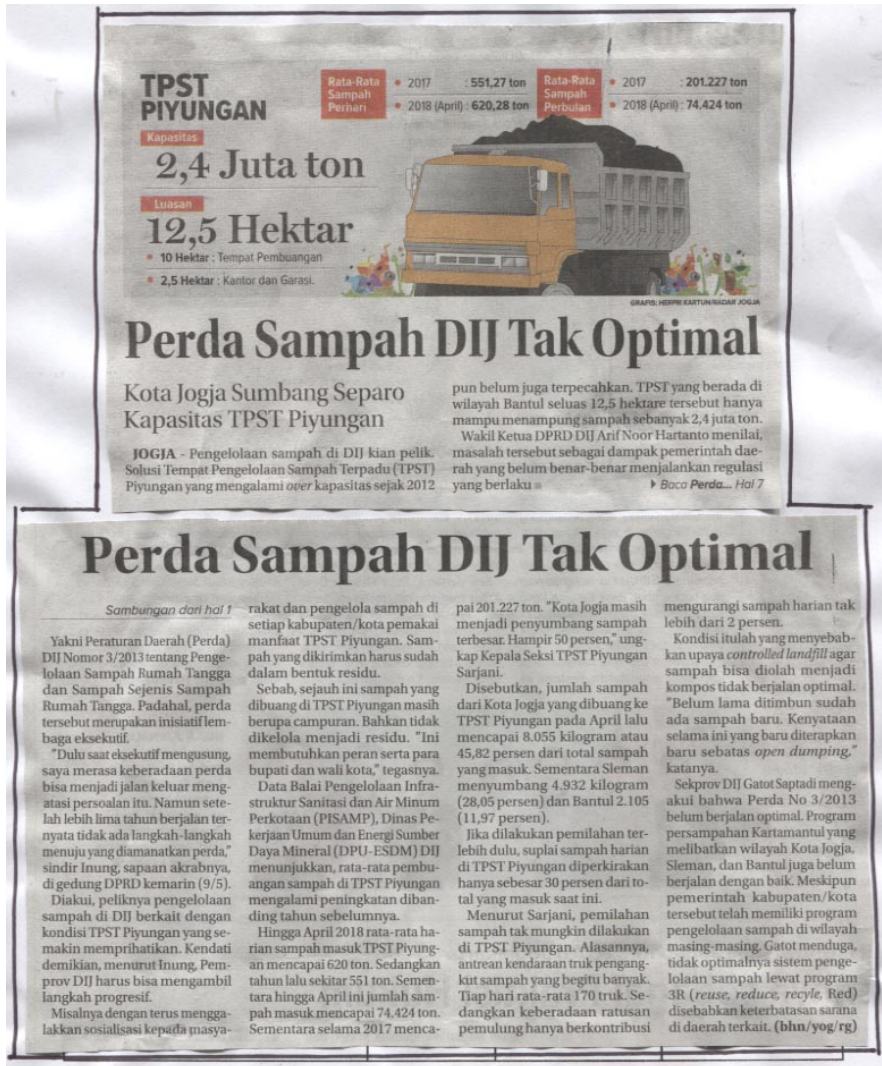 TPST
PIYUNGAN
Kapasitas
2,4 Juta ton
Luasan
12,5 Hektar
• 10 Hektar : Tempat Pembuangan
• 2,5 Hektar : Kantor dan Garasi.
Rata-Rata
Sampah
Perhari
• 2017 : 551,27 ton
• 2018 (April) : 620,28 ton
Rata-Rata
Sampah
Perbulan
• 2017 : 201.227 ton
• 2018 (April) : 74.424 ton
GRAFIS: HERPRI KARTUN/RADAR JOGJA
Perda Sampah DIJ Tak Optimal
Kota Jogja Sumbang Separo
Kapasitas TPST Piyungan
JOGJA - Pengelolaan sampah di DIJ kian pelik.
Solusi Tempat Pengelolaan Sampah Terpadu (TPST)
Piyungan yang mengalami over kapasitas sejak 2012
pun belum juga terpecahkan. TPST yang berada di
wilayah Bantul seluas 12,5 hektare tersebut hanya
mampu menampung sampah sebanyak 2,4 juta ton.
Wakil Ketua DPRD DIJ Arif Noor Hartanto menilai,
masalah tersebut sebagai dampak pemerintah dae-
rah yang belum benar-benar menjalankan regulasi
yang berlaku
Baca Perda... Hal 7
Perda Sampah DIJ Tak Optimal
Sambungan dari hal 1
Yakni Peraturan Daerah (Perda)
DIJ Nomor 3/2013 tentang Penge-
lolaan Sampah Rumah Tangga
dan Sampah Sejenis Sampah
Rumah Tangga. Padahal, perda
tersebut merupakan inisiatif lem-
baga eksekutif.
"Dulu saat eksekutif mengusung,
saya merasa keberadaan perda
bisa menjadi jalan keluar meng-
atasi persoalan itu. Namun sete-
lah lebih lima tahun berjalan ter-
nyata tidak ada langkah-langkah
menuju yang diamanatkan perda,"
sindir Inung, sapaan akrabnya,
di gedung DPRD kemarin (9/5).
Diakui, peliknya pengelolaan
sampah di DIJ berkait dengan
kondisi TPST Piyungan yang se-
makin memprihatikan. Kendati
demikian, menurut Inung, Pem-
prov DIJ harus bisa mengambil
langkah progresif.
Misalnya dengan terus mengga-
lakkan sosialisasi kepada masya-
rakat dan pengelola sampah di
setiap kabupaten/kota pemakai
manfaat TPST Piyungan. Sam-
pah yang dikirimkan harus sudah
dalam bentuk residu.
Sebab, sejauh ini sampah yang
dibuang di TPST Piyungan masih
berupa campuran. Bahkan tidak
dikelola menjadi residu. "Ini
membutuhkan peran serta para
bupati dan wali kota," tegasnya.
Data Balai Pengelolaan Infra-
struktur Sanitasi dan Air Minum
Perkotaan (PISAMP), Dinas Pe-
kerjaan Umum dan Energi Sumber
Daya Mineral (DPU-ESDM) DIJ
menunjukkan, rata-rata pembu-
angan sampah di TPST Piyungan
mengalami peningkatan diban-
ding tahun sebelumnya.
Hingga April 2018 rata-rata har-
ian sampah masuk TPST Piyung-
an mencapai 620 ton. Sedangkan
tahun lalu sekitar 551 ton. Semen-
tara hingga April ini jumlah sam-
pah masuk mencapai 74.424 ton.
Sementara selama 2017 menca-
pai 201.227 ton. "Kota Jogja masih
menjadi penyumbang sampah
terbesar. Hampir 50 persen," ung-
kap Kepala Seksi TPST Piyungan
Sarjani.
Disebutkan, jumlah sampah
dari Kota Jogja yang dibuang ke
TPST Piyungan pada April lalu
mencapai 8.055 kilogram atau
45,82 persen dari total sampah
yang masuk. Sementara Sleman
menyumbang 4.932 kilogram
(28,05 persen) dan Bantul 2.105
(11,97 persen).
Jika dilakukan pemilahan ter-
lebih dulu, suplai sampah harian
di TPST Piyungan diperkirakan
hanya sebesar 30 persen dari to-
tal yang masuk saat ini.
Menurut Sarjani, pemilahan
sampah tak mungkin dilakukan
di TPST Piyungan. Alasannya,
antrean kendaraan truk pengang-
kut sampah yang begitu banyak.
Tiap hari rata-rata 170 truk. Se-
dangkan keberadaan ratusan
pemulung hanya berkontribusi
mengurangi sampah harian tak
lebih dari 2 persen.
Kondisi itulah yang menyebab-
kan upaya controlled landfill agar
sampah bisa diolah menjadi
kompos tidak berjalan optimal.
"Belum lama ditimbun sudah
ada sampah baru. Kenyataan
selama ini yang baru diterapkan
baru sebatas open dumping,"
katanya.
Sekprov DIJ Gatot Saptadi meng-
akui bahwa Perda No 3/2013
belum berjalan optimal. Program
persampahan Kartamantul yang
melibatkan wilayah Kota Jogja,
Sleman, dan Bantul juga belum
berjalan dengan baik. Meskipun
pemerintah kabupaten/kota
tersebut telah memiliki program
pengelolaan sampah di wilayah
masing-masing. Gatot menduga,
tidak optimalnya sistem penge-
lolaan sampah lewat program
3R (reuse, reduce, recyle, Red)
disebabkan keterbatasan sarana
di daerah terkait. (bhn/yog/rg)